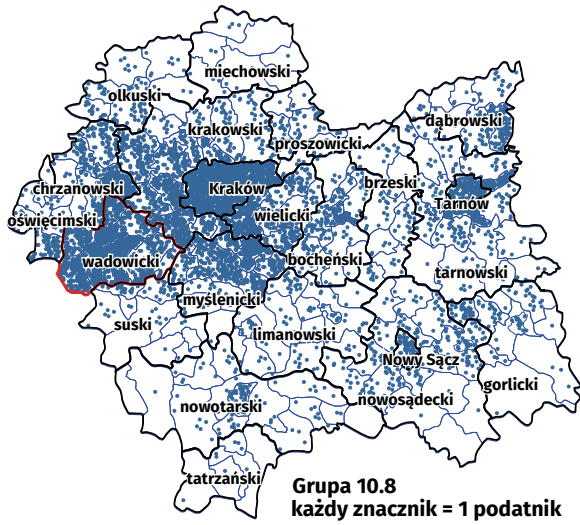 miechowski
olkuski
dąbrowski
krakowski
proszowicki
chrzanowski
Kraków
brzeski
Tarnów
oświęcimski
wielicki
wadowicki
bocheński
tarnowski
myślenicki
suski
limanowski
Nowy Sącz
gorlicki
nowotarski
nowosądecki
tatrzański
Grupa 10.8
każdy znacznik = 1 podatnik